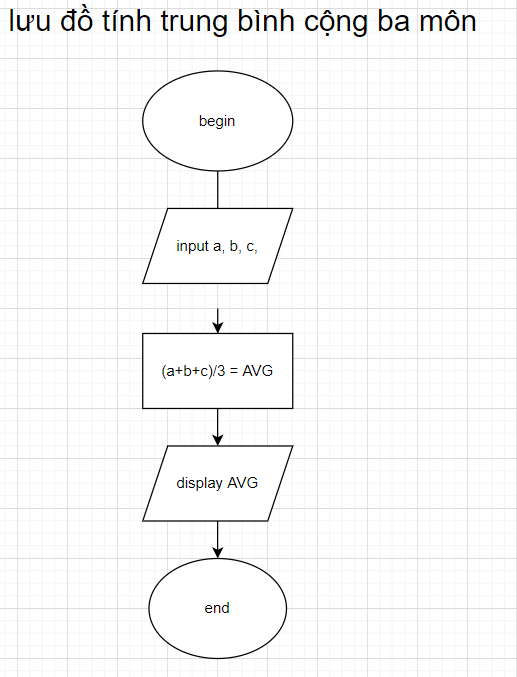 lưu đồ tính trung bình cộng ba môn
begin
input a, b, c,
(a+b+c)/3 = AVG
display AVG
end